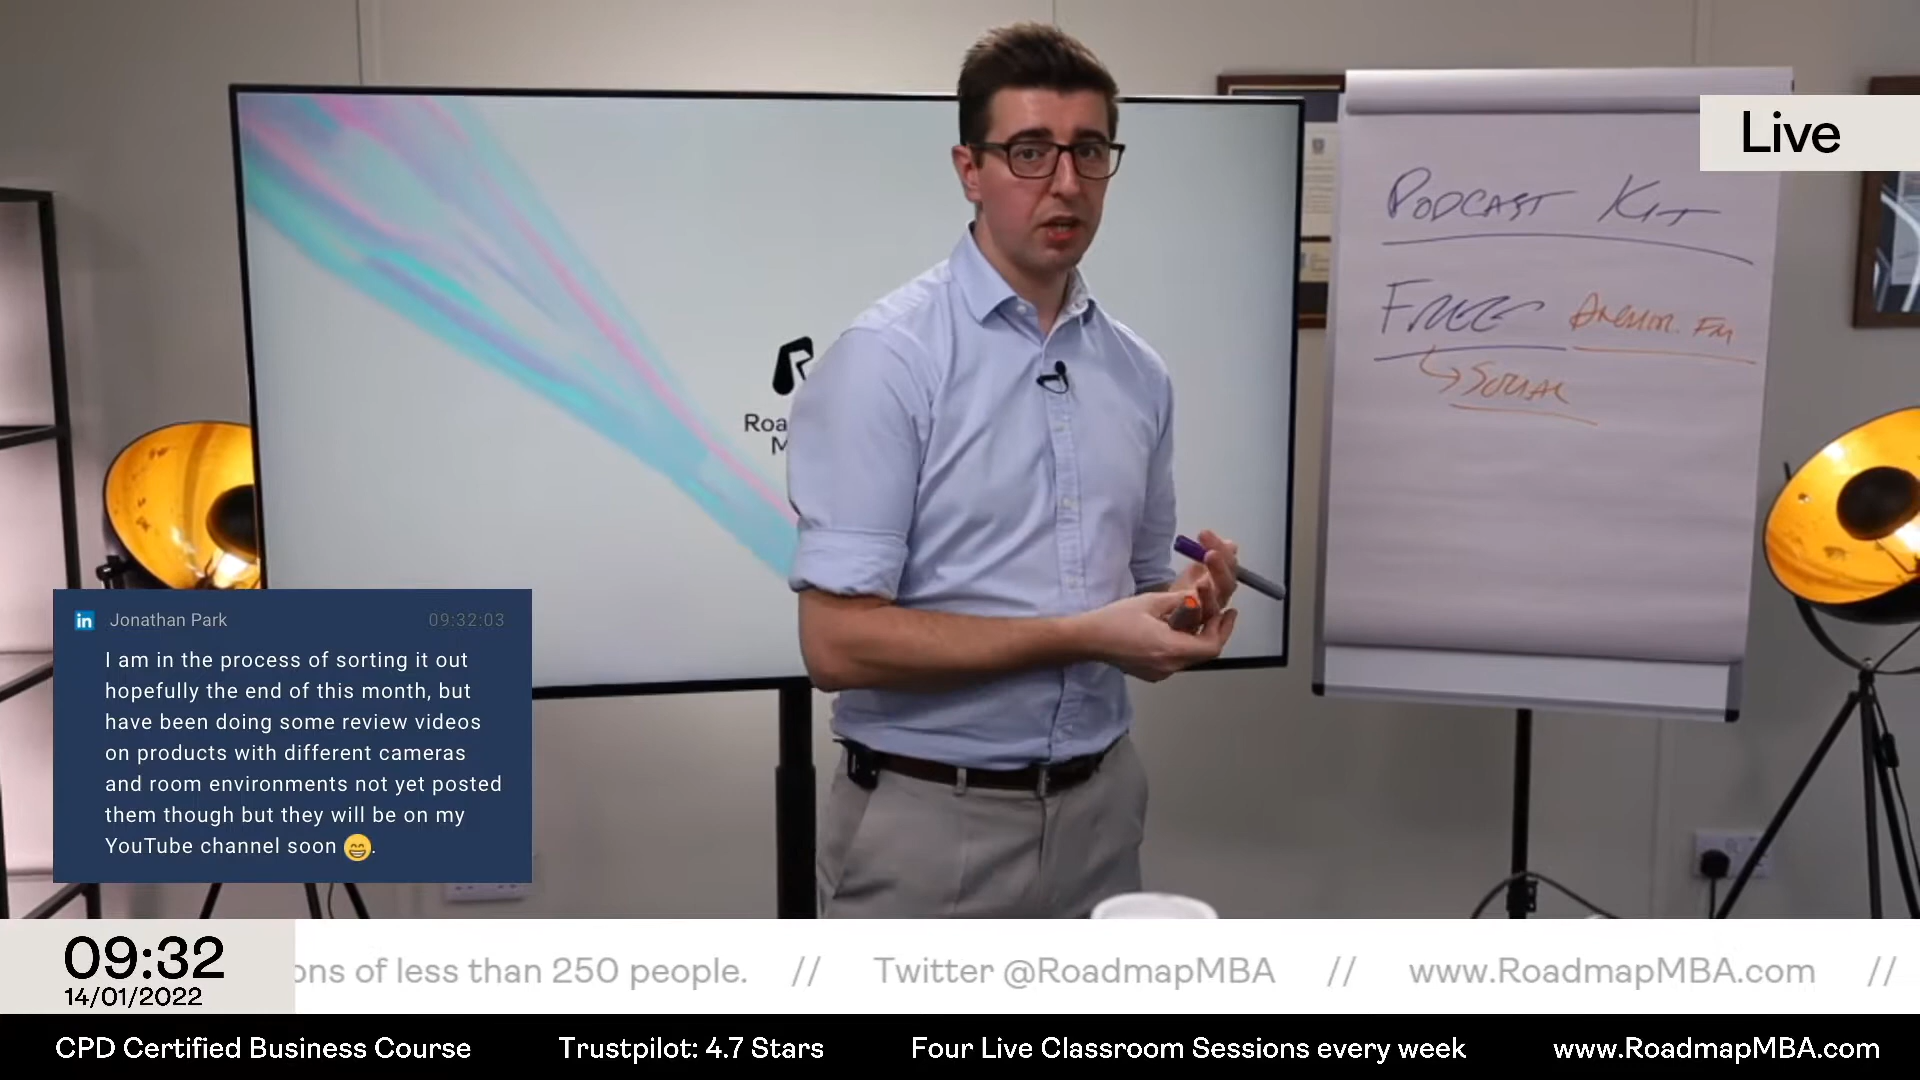 Live
PODCAST KIT
FREE ANCHOR.FM
SOCIAL
Roa
M
Jonathan Park 09:32:03
I am in the process of sorting it out
hopefully the end of this month, but
have been doing some review videos
on products with different cameras
and room environments not yet posted
them though but they will be on my
YouTube channel soon 😄.
09:32
14/01/2022
ons of less than 250 people. // Twitter @RoadmapMBA // www.RoadmapMBA.com //
CPD Certified Business Course Trustpilot: 4.7 Stars Four Live Classroom Sessions every week www.RoadmapMBA.com